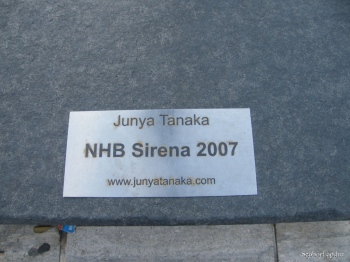 Junya Tanaka
NHB Sirena 2007
www.junyatanaka.com